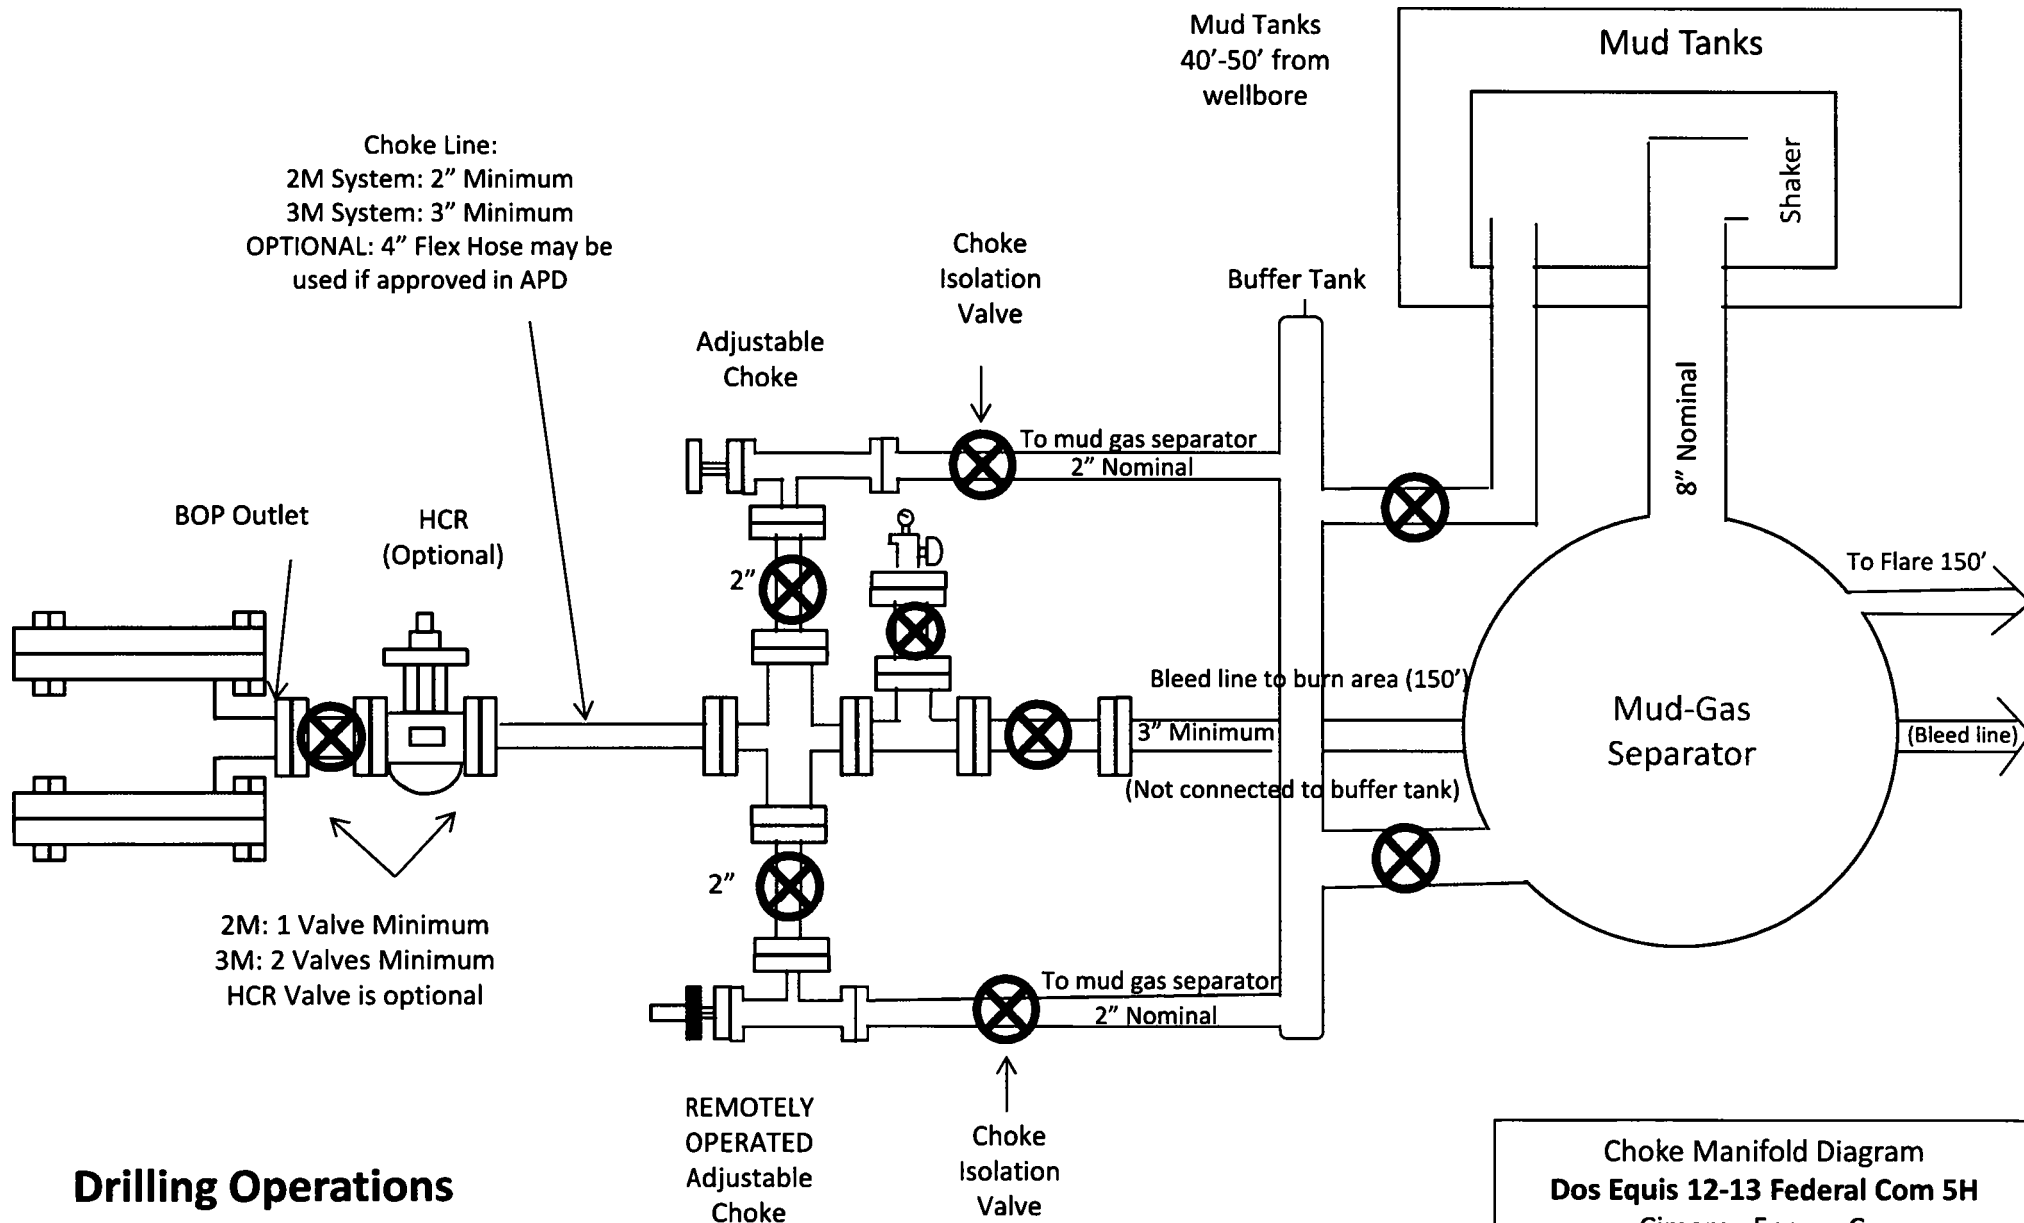 Mud Tanks
40’-50’ from
wellbore
Mud Tanks
Shaker
Choke Line:
2M System: 2” Minimum
3M System: 3” Minimum
OPTIONAL: 4” Flex Hose may be
used if approved in APD
Choke
Isolation
Valve
Buffer Tank
Adjustable
Choke
8” Nominal
To mud gas separator
2” Nominal
BOP Outlet
HCR
(Optional)
2”
To Flare 150’
Bleed line to burn area (150’)
3” Minimum
(Not connected to buffer tank)
Mud-Gas
Separator
(Bleed line)
2”
2M: 1 Valve Minimum
3M: 2 Valves Minimum
HCR Valve is optional
To mud gas separator
2” Nominal
REMOTELY
OPERATED
Adjustable
Choke
Choke
Isolation
Valve
Drilling Operations
Choke Manifold Diagram
Dos Equis 12-13 Federal Com 5H